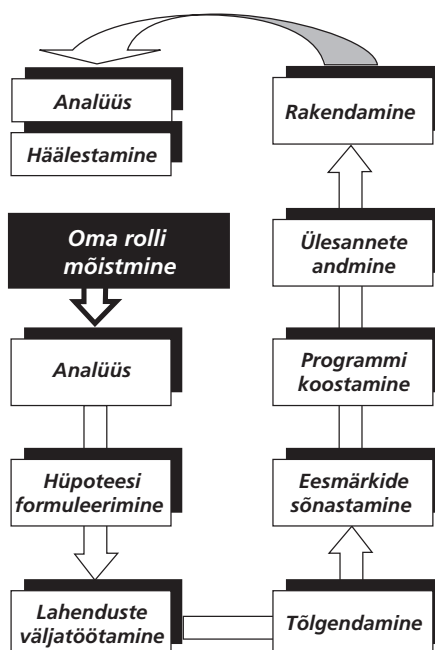 Analüüs
Häälestamine
Oma rolli
mõistmine
Analüüs
Hüpoteesi
formuleerimine
Lahenduste
väljatöötamine
Tõlgendamine
Eesmärkide
sõnastamine
Programmi
koostamine
Ülesannete
andmine
Rakendamine